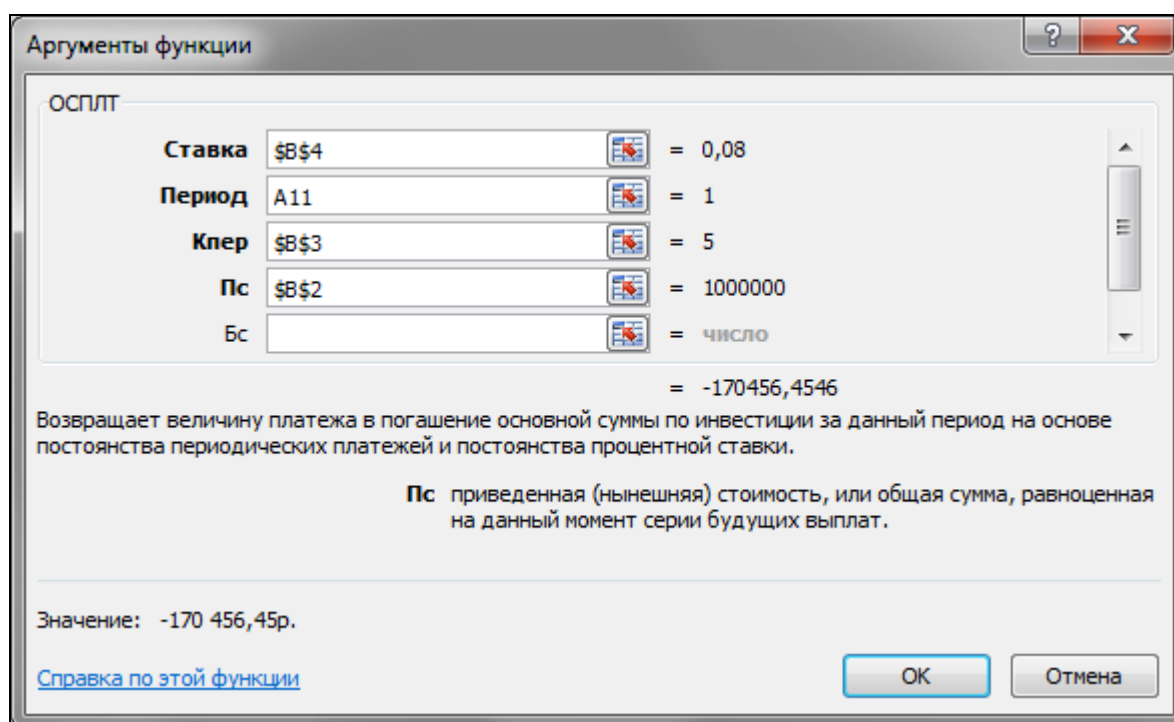 Аргументы функции
ОСПЛТ
Ставка $B$4 = 0,08
Период A11 = 1
Кпер $B$3 = 5
Пс $B$2 = 1000000
Бс = число
= -170456,4546
Возвращает величину платежа в погашение основной суммы по инвестиции за данный период на основе
постоянства периодических платежей и постоянства процентной ставки.
Пс приведенная (нынешняя) стоимость, или общая сумма, равноценная
на данный момент серии будущих выплат.
Значение: -170 456,45р.
Справка по этой функции
ОК
Отмена